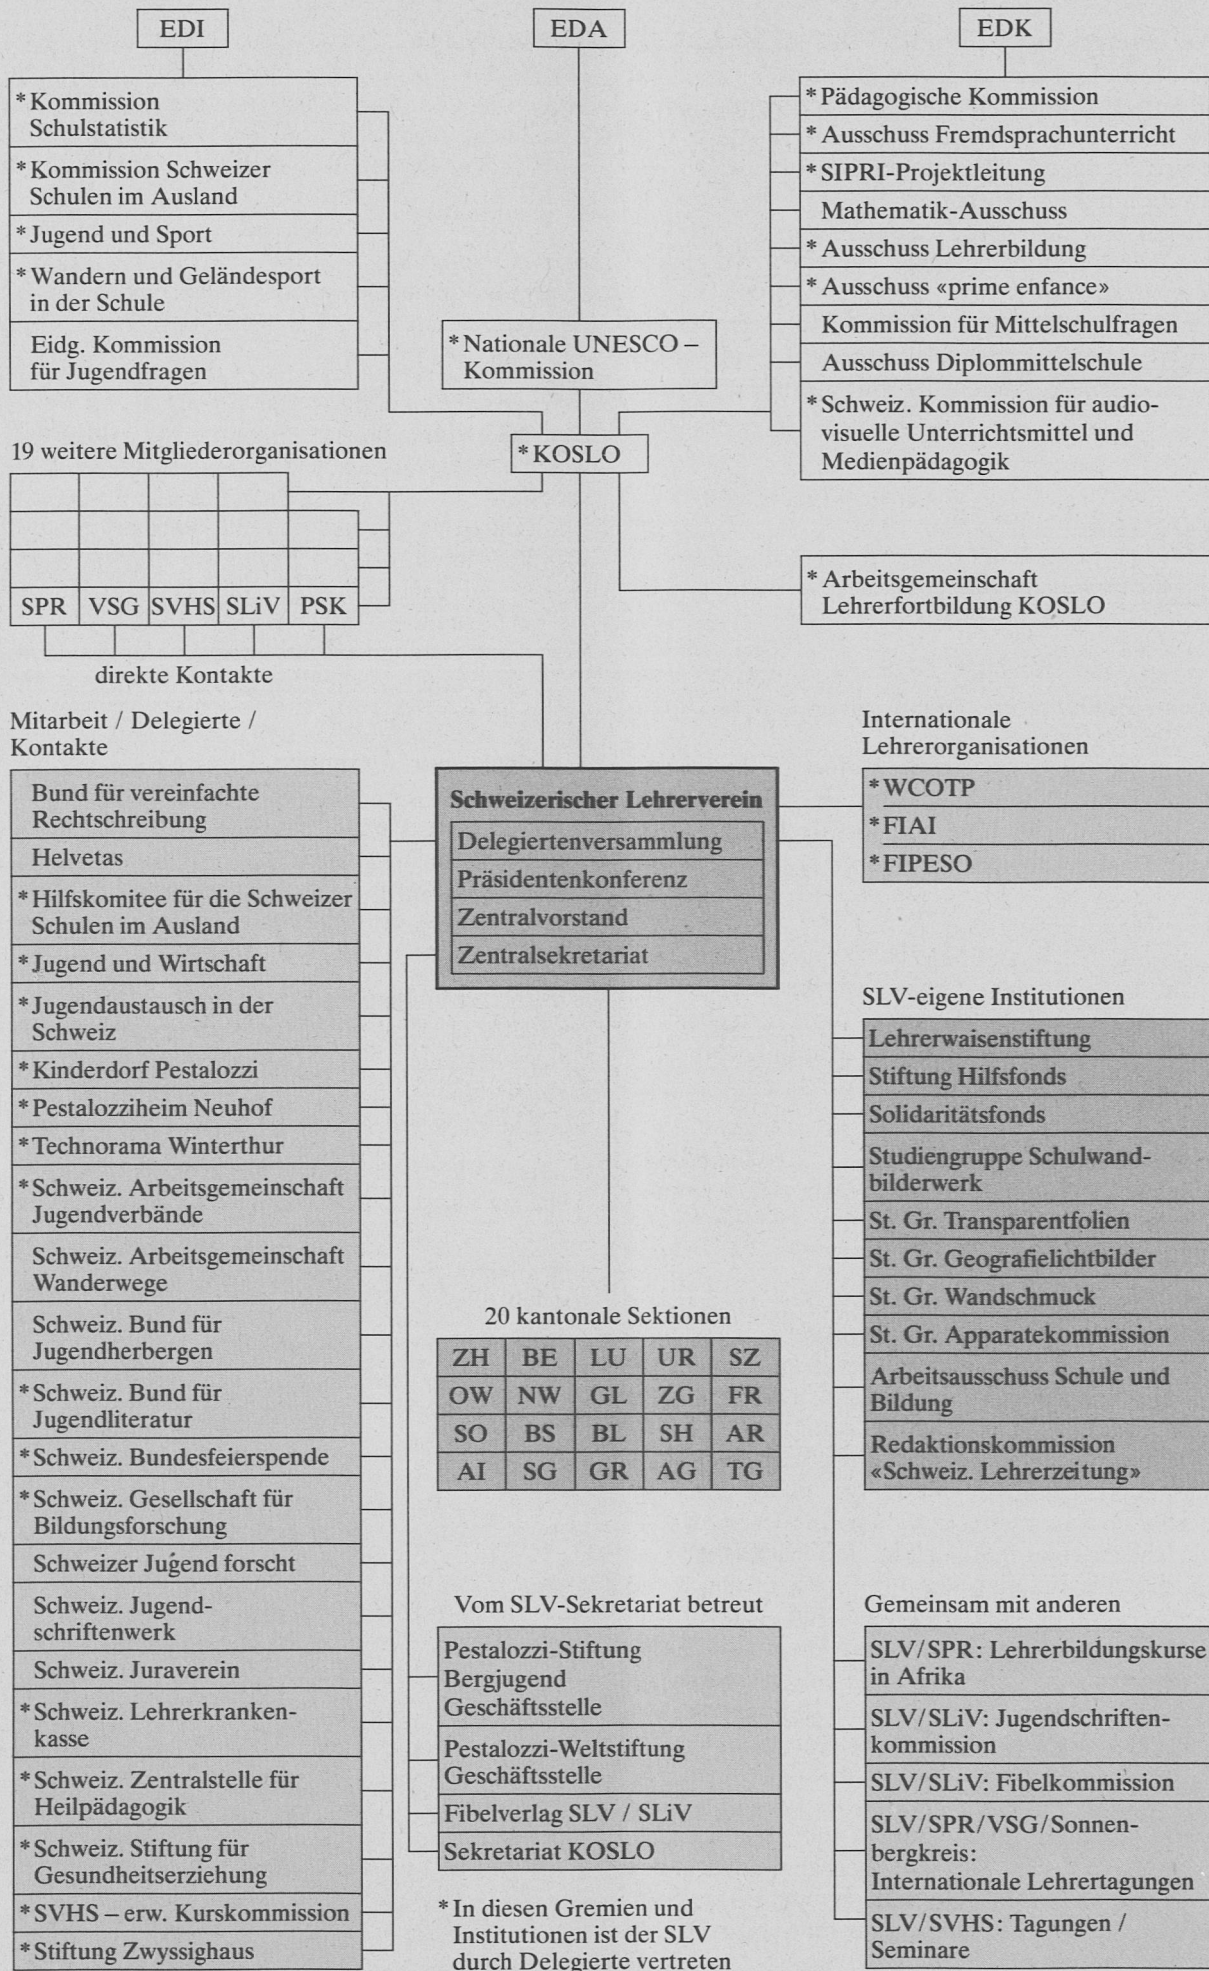 EDI
EDA
EDK
* Kommission
Schulstatistik
* Kommission Schweizer
Schulen im Ausland
* Jugend und Sport
* Wandern und Geländesport
in der Schule
Eidg. Kommission
für Jugendfragen
* Nationale UNESCO –
Kommission
* Pädagogische Kommission
* Ausschuss Fremdsprachunterricht
* SIPRI-Projektleitung
Mathematik-Ausschuss
* Ausschuss Lehrerbildung
* Ausschuss «prime enfance»
Kommission für Mittelschulfragen
Ausschuss Diplommittelschule
* Schweiz. Kommission für audio-
visuelle Unterrichtsmittel und
Medienpädagogik
* KOSLO
19 weitere Mitgliederorganisationen
SPR VSG SVHS SLiV PSK
direkte Kontakte
* Arbeitsgemeinschaft
Lehrerfortbildung KOSLO
Mitarbeit / Delegierte /
Kontakte
Bund für vereinfachte
Rechtschreibung
Helvetas
* Hilfskomitee für die Schweizer
Schulen im Ausland
* Jugend und Wirtschaft
* Jugendaustausch in der
Schweiz
* Kinderdorf Pestalozzi
* Pestalozziheim Neuhof
* Technorama Winterthur
* Schweiz. Arbeitsgemeinschaft
Jugendverbände
Schweiz. Arbeitsgemeinschaft
Wanderwege
Schweiz. Bund für
Jugendherbergen
* Schweiz. Bund für
Jugendliteratur
* Schweiz. Bundesfeierspende
* Schweiz. Gesellschaft für
Bildungsforschung
Schweizer Jugend forscht
Schweiz. Jugend-
schriftenwerk
Schweiz. Juraverein
* Schweiz. Lehrerkranken-
kasse
* Schweiz. Zentralstelle für
Heilpädagogik
* Schweiz. Stiftung für
Gesundheitserziehung
* SVHS – erw. Kurskommission
* Stiftung Zwyssighaus
Schweizerischer Lehrerverein
Delegiertenversammlung
Präsidentenkonferenz
Zentralvorstand
Zentralsekretariat
20 kantonale Sektionen
ZH BE LU UR SZ
OW NW GL ZG FR
SO BS BL SH AR
AI SG GR AG TG
Vom SLV-Sekretariat betreut
Pestalozzi-Stiftung
Bergjugend
Geschäftsstelle
Pestalozzi-Weltstiftung
Geschäftsstelle
Fibelverlag SLV / SLiV
Sekretariat KOSLO
* In diesen Gremien und
Institutionen ist der SLV
durch Delegierte vertreten
Internationale
Lehrerorganisationen
* WCOTP
* FIAI
* FIPESO
SLV-eigene Institutionen
Lehrerwaisenstiftung
Stiftung Hilfsfonds
Solidaritätsfonds
Studiengruppe Schulwand-
bilderwerk
St. Gr. Transparentfolien
St. Gr. Geografielichtbilder
St. Gr. Wandschmuck
St. Gr. Apparatekommission
Arbeitsausschuss Schule und
Bildung
Redaktionskommission
«Schweiz. Lehrerzeitung»
Gemeinsam mit anderen
SLV/SPR: Lehrerbildungskurse
in Afrika
SLV/SLiV: Jugendschriften-
kommission
SLV/SLiV: Fibelkommission
SLV/SPR/VSG/Sonnen-
bergkreis:
Internationale Lehrertagungen
SLV/SVHS: Tagungen /
Seminare